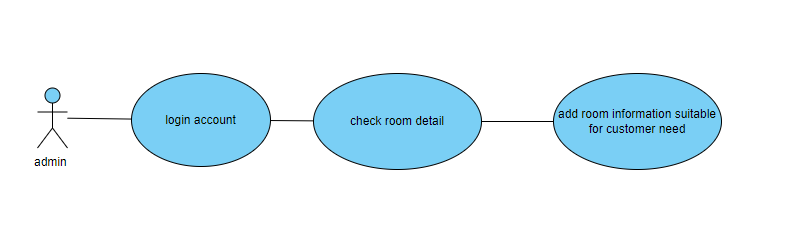 login account
check room detail
add room information suitable
for customer need
admin